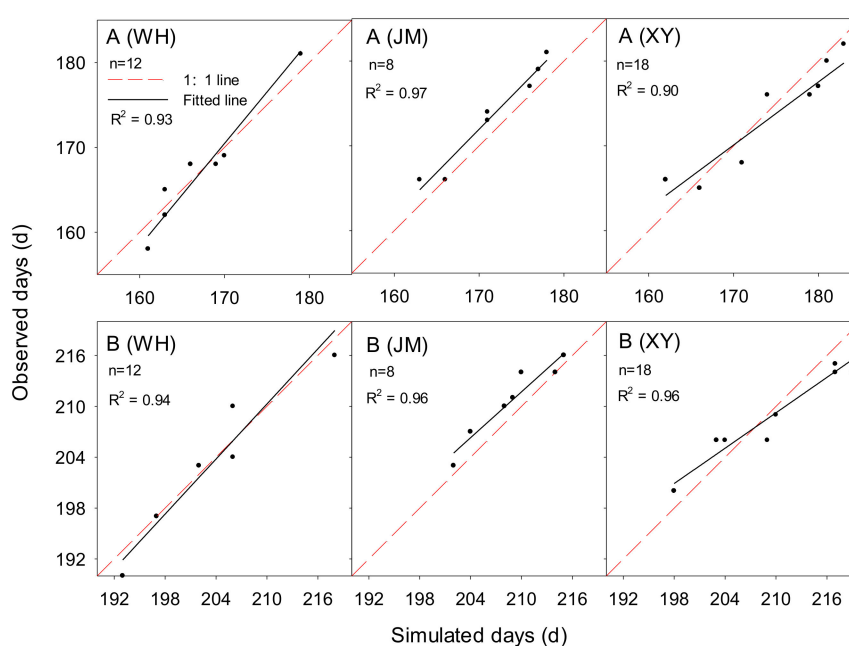 A (WH)
n=12
1: 1 line
Fitted line
R² = 0.93
A (JM)
n=8
R² = 0.97
A (XY)
n=18
R² = 0.90
180
170
160
160 170 180
160 170 180
160 170 180
Observed days (d)
B (WH)
n=12
R² = 0.94
B (JM)
n=8
R² = 0.96
B (XY)
n=18
R² = 0.96
216
210
204
198
192
192 198 204 210 216
192 198 204 210 216
192 198 204 210 216
Simulated days (d)